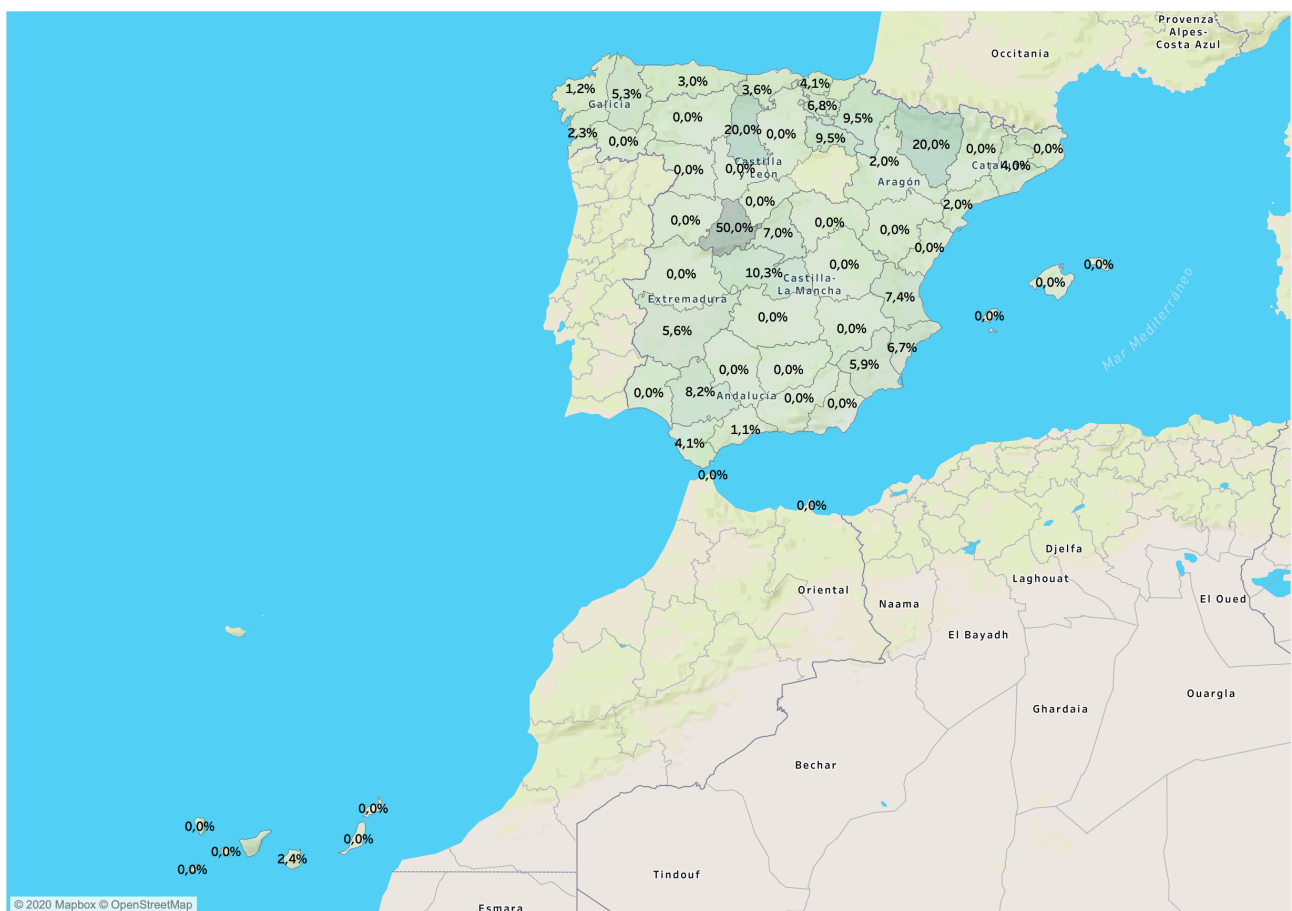 Provenza-
Alpes-
Costa Azul
Occitania
3,0%
4,1%
1,2%
5,3%
3,6%
Galicia
6,8%
0,0%
9,5%
2,3%
0,0%
20,0%
0,0%
9,5%
20,0%
0,0%
0,0%
Castilla
y León
2,0%
4,0%
0,0%
0,0%
Aragón
0,0%
2,0%
0,0%
50,0%
7,0%
0,0%
0,0%
0,0%
0,0%
10,3%
Castilla-
La Mancha
0,0%
0,0%
0,0%
Extremadura
7,4%
0,0%
0,0%
5,6%
0,0%
6,7%
Mar Mediterráneo
0,0%
0,0%
5,9%
0,0%
8,2%
Andalucía
0,0%
0,0%
4,1%
1,1%
0,0%
0,0%
Djelfa
Laghouat
Oriental
Naama
El Oued
El Bayadh
Ouargla
Ghardaia
Bechar
0,0%
0,0%
0,0%
0,0%
2,4%
0,0%
Tindouf
Esmara
© 2020 Mapbox © OpenStreetMap